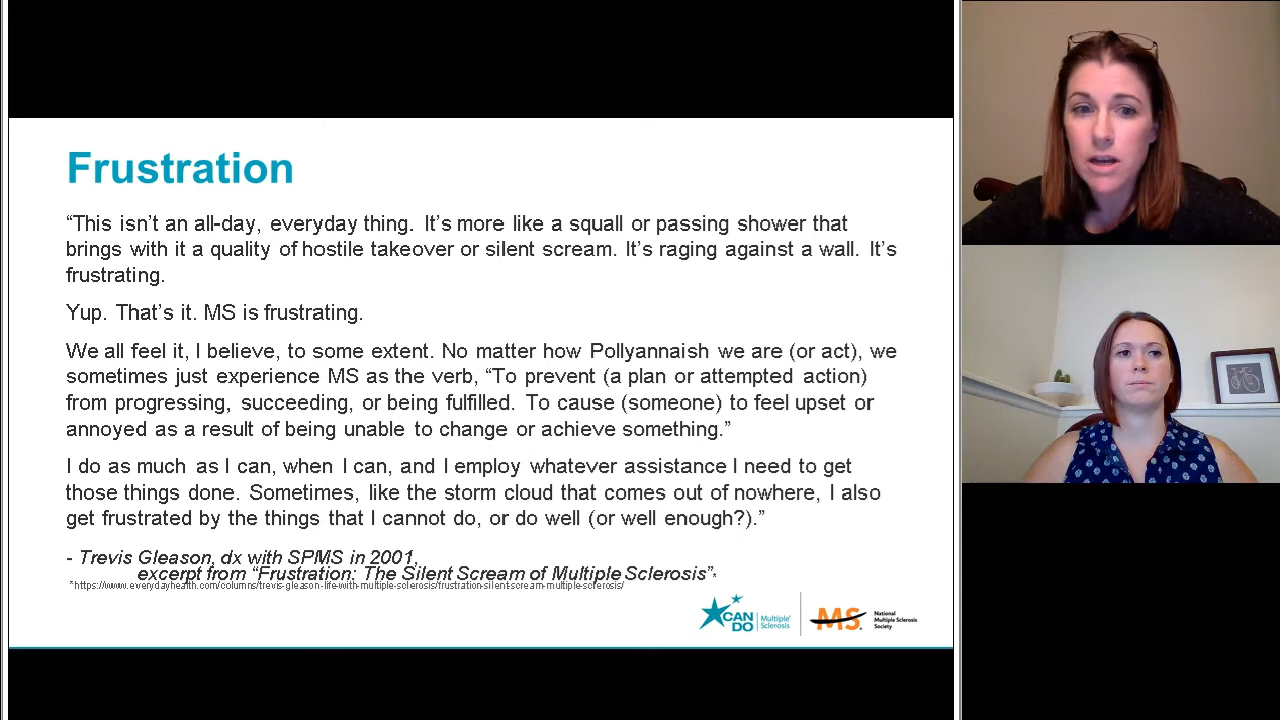 Frustration
“This isn’t an all-day, everyday thing. It’s more like a squall or passing shower that
brings with it a quality of hostile takeover or silent scream. It’s raging against a wall. It’s
frustrating.
Yup. That’s it. MS is frustrating.
We all feel it, I believe, to some extent. No matter how Pollyannaish we are (or act), we
sometimes just experience MS as the verb, “To prevent (a plan or attempted action)
from progressing, succeeding, or being fulfilled. To cause (someone) to feel upset or
annoyed as a result of being unable to change or achieve something.”
I do as much as I can, when I can, and I employ whatever assistance I need to get
those things done. Sometimes, like the storm cloud that comes out of nowhere, I also
get frustrated by the things that I cannot do, or do well (or well enough?).”
- Trevis Gleason, dx with SPMS in 2001,
excerpt from “Frustration: The Silent Scream of Multiple Sclerosis”*
*https://www.everydayhealth.com/columns/trevis-gleason-life-with-multiple-sclerosis/frustration-silent-scream-multiple-sclerosis/
CAN DO Multiple Sclerosis
MS National Multiple Sclerosis Society